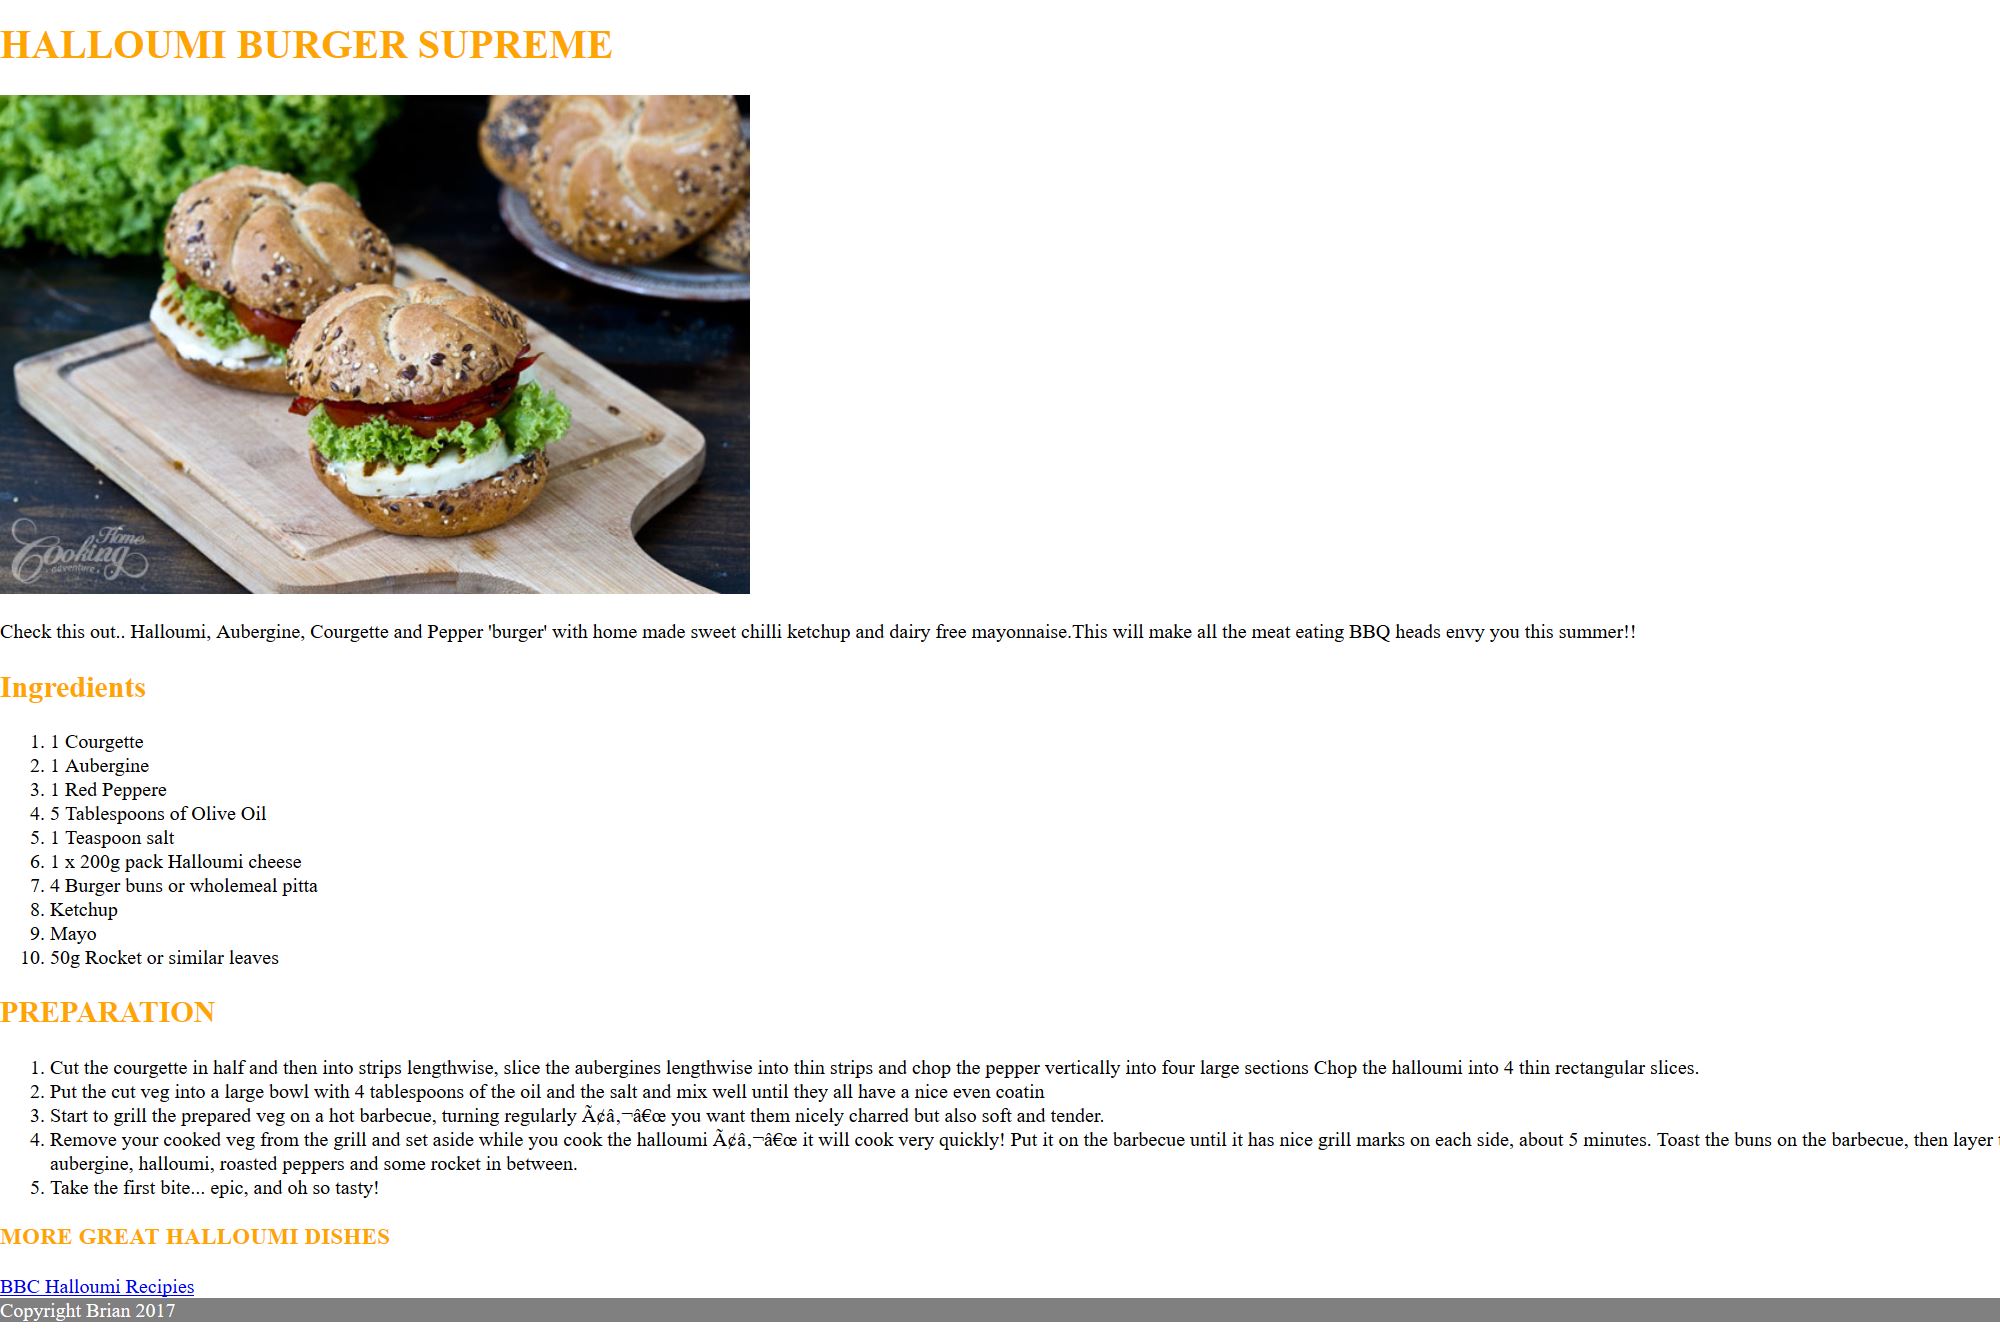 HALLOUMI BURGER SUPREME
Home
Cooking
adventure
Check this out.. Halloumi, Aubergine, Courgette and Pepper 'burger' with home made sweet chilli ketchup and dairy free mayonnaise.This will make all the meat eating BBQ heads envy you this summer!!
Ingredients
1. 1 Courgette
2. 1 Aubergine
3. 1 Red Peppere
4. 5 Tablespoons of Olive Oil
5. 1 Teaspoon salt
6. 1 x 200g pack Halloumi cheese
7. 4 Burger buns or wholemeal pitta
8. Ketchup
9. Mayo
10. 50g Rocket or similar leaves
PREPARATION
1. Cut the courgette in half and then into strips lengthwise, slice the aubergines lengthwise into thin strips and chop the pepper vertically into four large sections Chop the halloumi into 4 thin rectangular slices.
2. Put the cut veg into a large bowl with 4 tablespoons of the oil and the salt and mix well until they all have a nice even coatin
3. Start to grill the prepared veg on a hot barbecue, turning regularly Ã¢â‚¬â€œ you want them nicely charred but also soft and tender.
4. Remove your cooked veg from the grill and set aside while you cook the halloumi Ã¢â‚¬â€œ it will cook very quickly! Put it on the barbecue until it has nice grill marks on each side, about 5 minutes. Toast the buns on the barbecue, then layer
aubergine, halloumi, roasted peppers and some rocket in between.
5. Take the first bite... epic, and oh so tasty!
MORE GREAT HALLOUMI DISHES
BBC Halloumi Recipies
Copyright Brian 2017